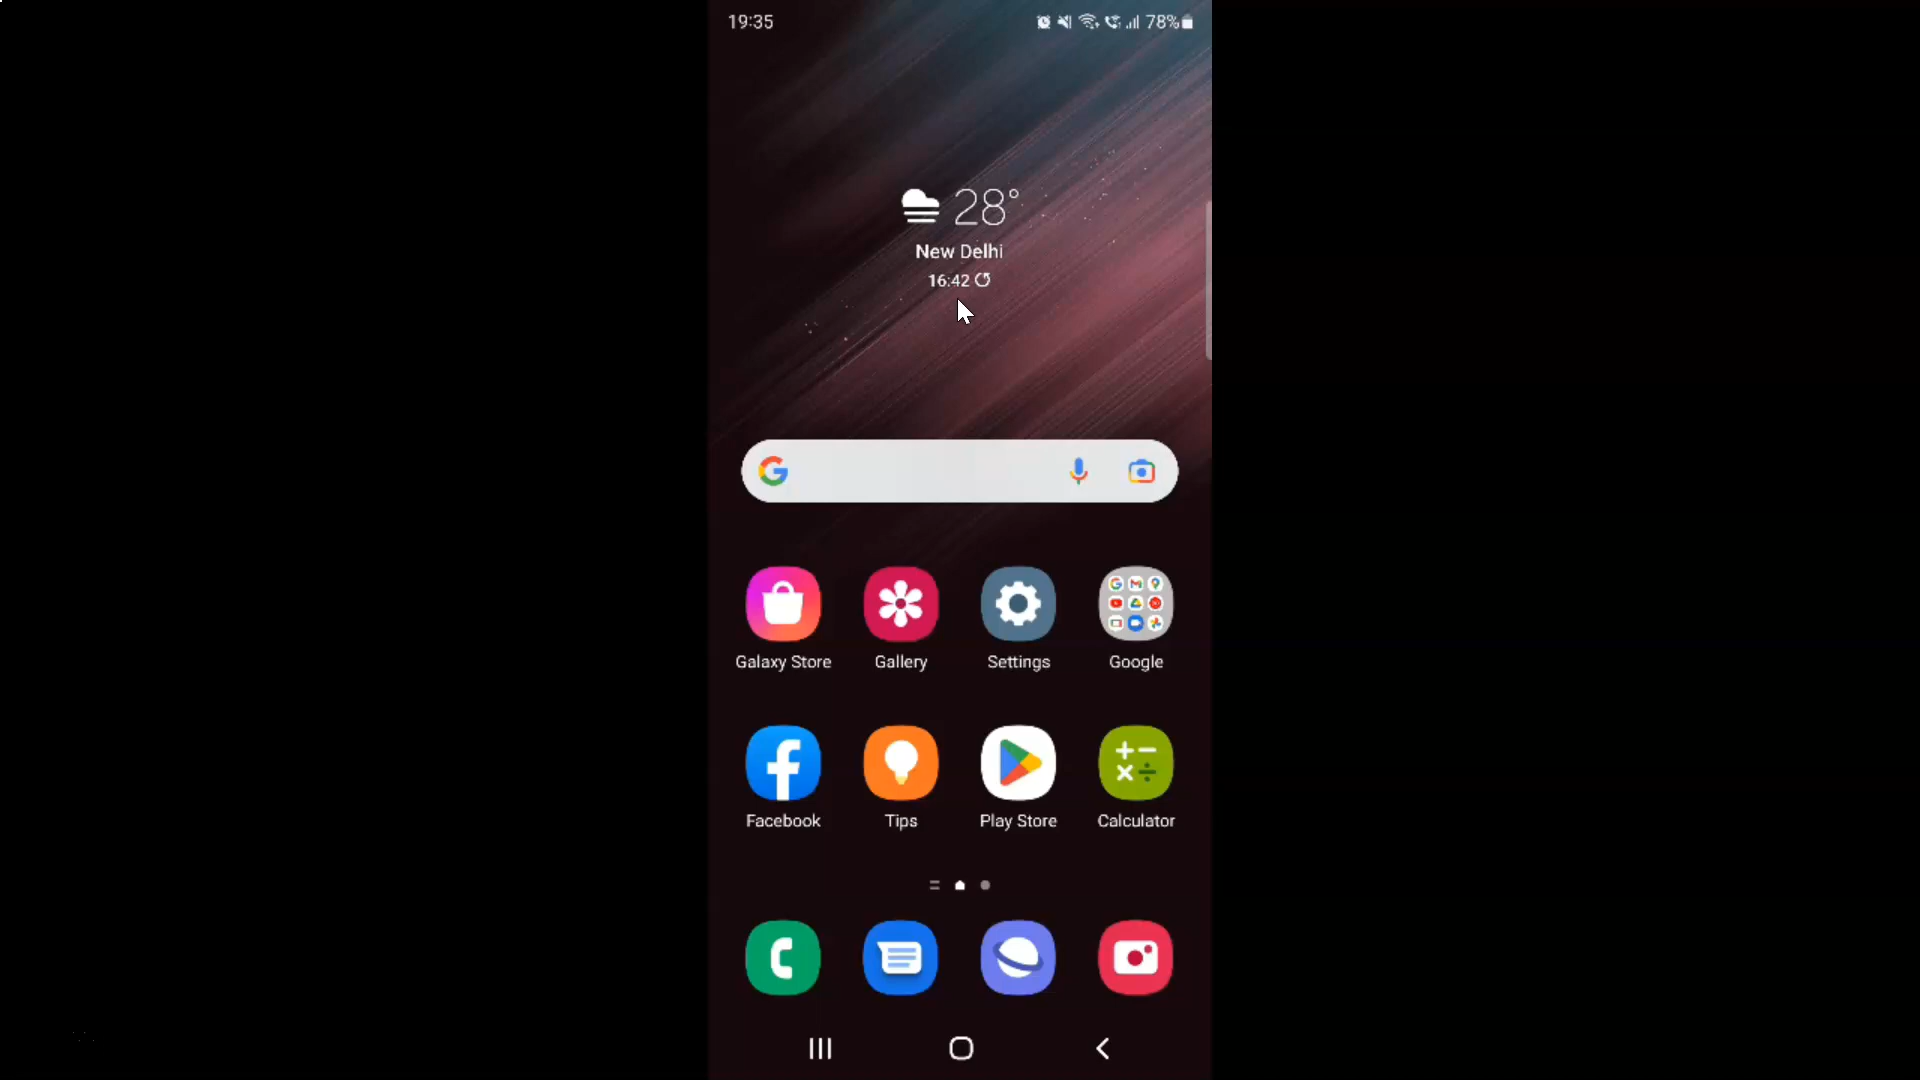 19:35
78%
28°
New Delhi
16:42
Galaxy Store
Gallery
Settings
Google
Facebook
Tips
Play Store
Calculator